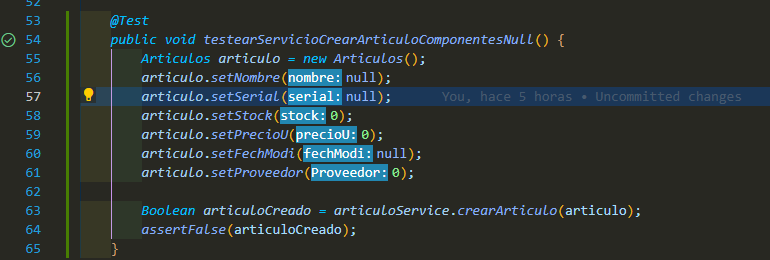 52
53 @Test
54 public void testearServicioCrearArticuloComponentesNull() {
55 Articulos articulo = new Articulos();
56 articulo.setNombre(nombre: null);
57 articulo.setSerial(serial: null); You, hace 5 horas • Uncommitted changes
58 articulo.setStock(stock: 0);
59 articulo.setPrecioU(precioU: 0);
60 articulo.setFechModi(fechModi: null);
61 articulo.setProveedor(Proveedor: 0);
62
63 Boolean articuloCreado = articuloService.crearArticulo(articulo);
64 assertFalse(articuloCreado);
65 }